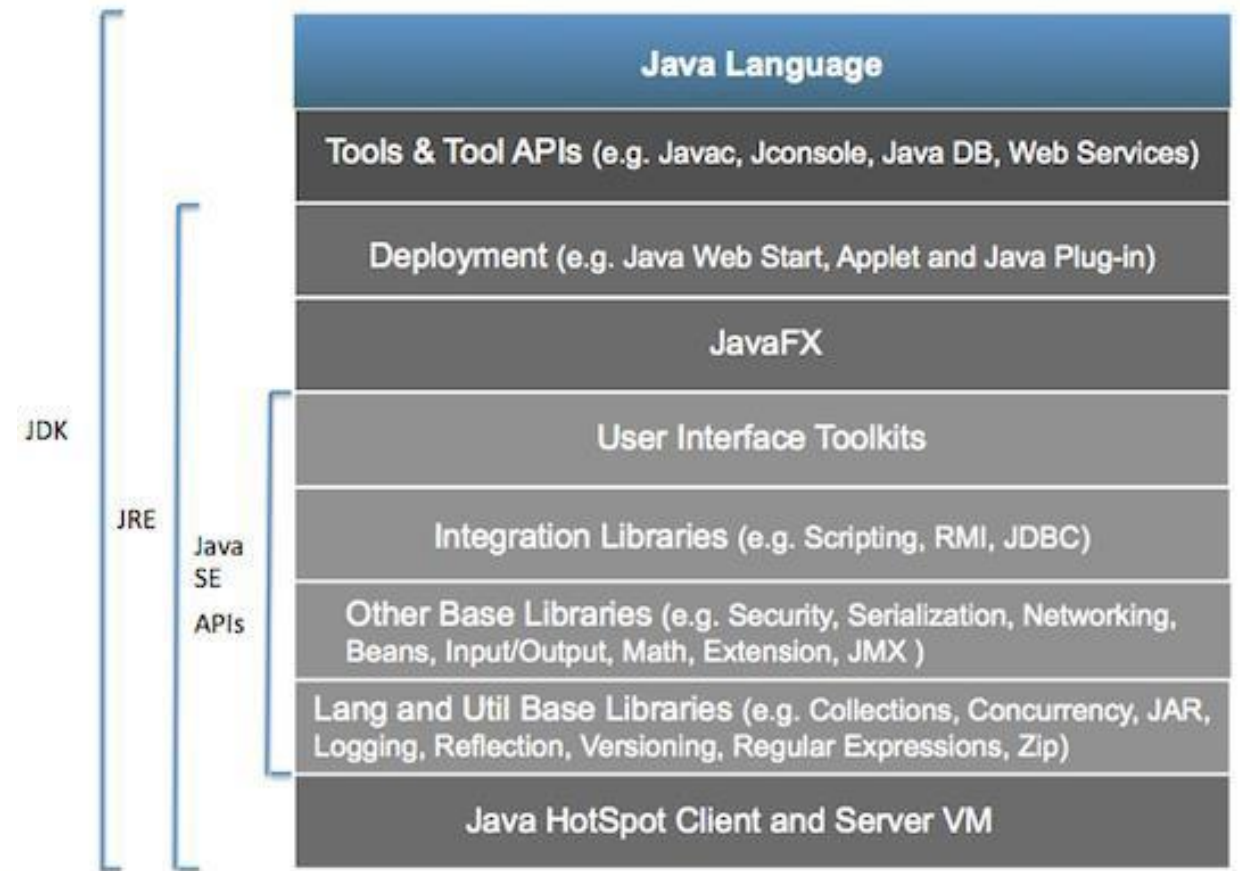 Java Language
Tools & Tool APIs (e.g. Javac, Jconsole, Java DB, Web Services)
Deployment (e.g. Java Web Start, Applet and Java Plug-in)
JavaFX
JDK
User Interface Toolkits
JRE
Java
SE
APIs
Integration Libraries (e.g. Scripting, RMI, JDBC)
Other Base Libraries (e.g. Security, Serialization, Networking,
Beans, Input/Output, Math, Extension, JMX )
Lang and Util Base Libraries (e.g. Collections, Concurrency, JAR,
Logging, Reflection, Versioning, Regular Expressions, Zip)
Java HotSpot Client and Server VM